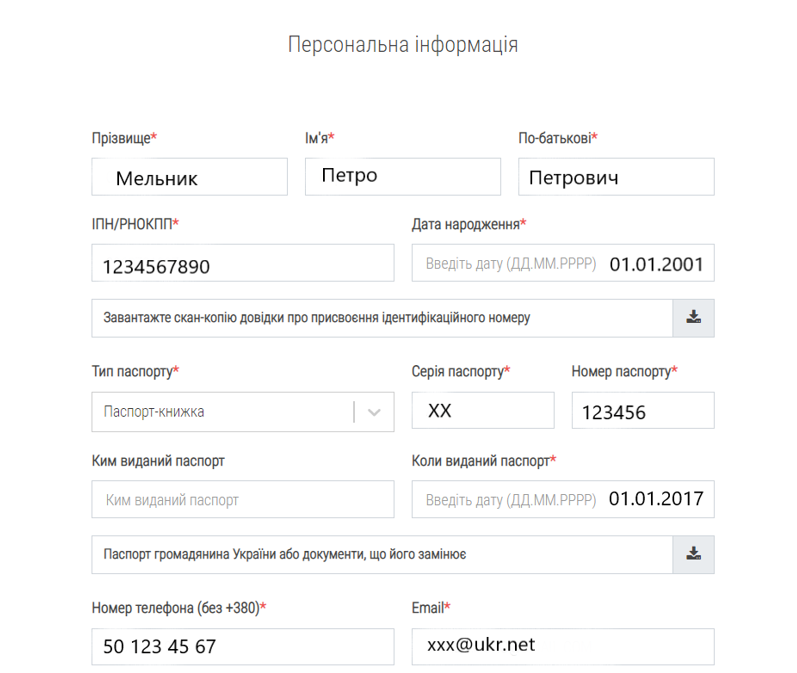 Персональна інформація
Прізвище* Ім'я* По-батькові*
Мельник Петро Петрович
ІПН/РНОКПП* Дата народження*
1234567890 Введіть дату (ДД.ММ.РРРР) 01.01.2001
Завантажте скан-копію довідки про присвоєння ідентифікаційного номеру
Тип паспорту* Серія паспорту* Номер паспорту*
Паспорт-книжка XX 123456
Ким виданий паспорт Коли виданий паспорт*
Ким виданий паспорт Введіть дату (ДД.ММ.РРРР) 01.01.2017
Паспорт громадянина України або документи, що його замінює
Номер телефона (без +380)* Email*
50 123 45 67 xxx@ukr.net